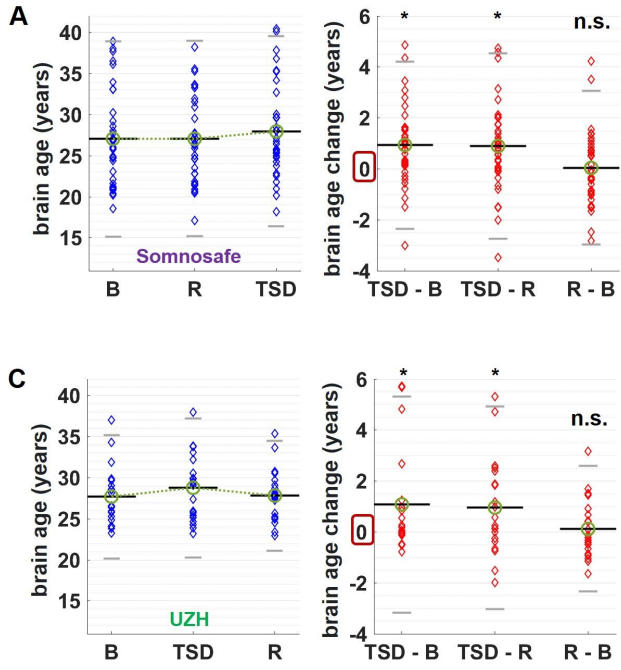 A
brain age (years)
40
35
30
25
20
15
Somnosafe
B R TSD
brain age change (years)
6
4
2
0
-2
-4
* * n.s.
TSD - B TSD - R R - B
C
brain age (years)
40
35
30
25
20
15
UZH
B TSD R
brain age change (years)
6
4
2
0
-2
-4
* * n.s.
TSD - B TSD - R R - B